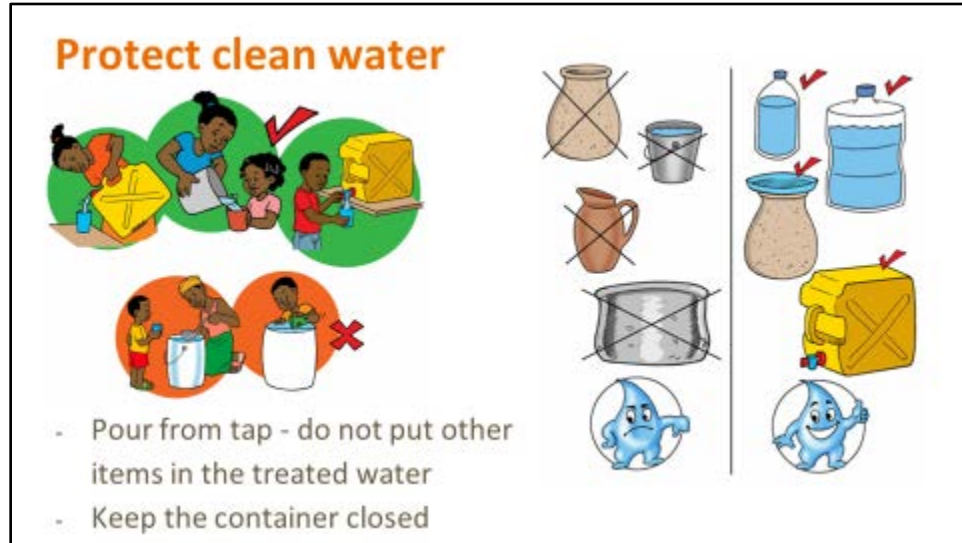 Protect clean water
- Pour from tap - do not put other
items in the treated water
- Keep the container closed